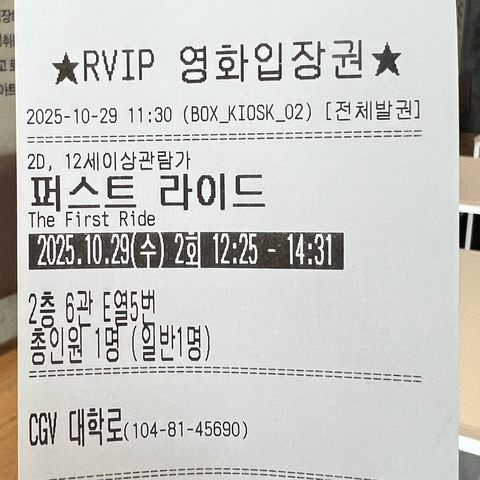 ★RVIP 영화입장권★
2025-10-29 11:30 (BOX_KIOSK_02) [전체발권]
2D, 12세이상관람가
퍼스트 라이드
The First Ride
2025.10.29(수) 2회 12:25 - 14:31
2층 6관 E열5번
총인원 1명 (일반1명)
CGV 대학로(104-81-45690)